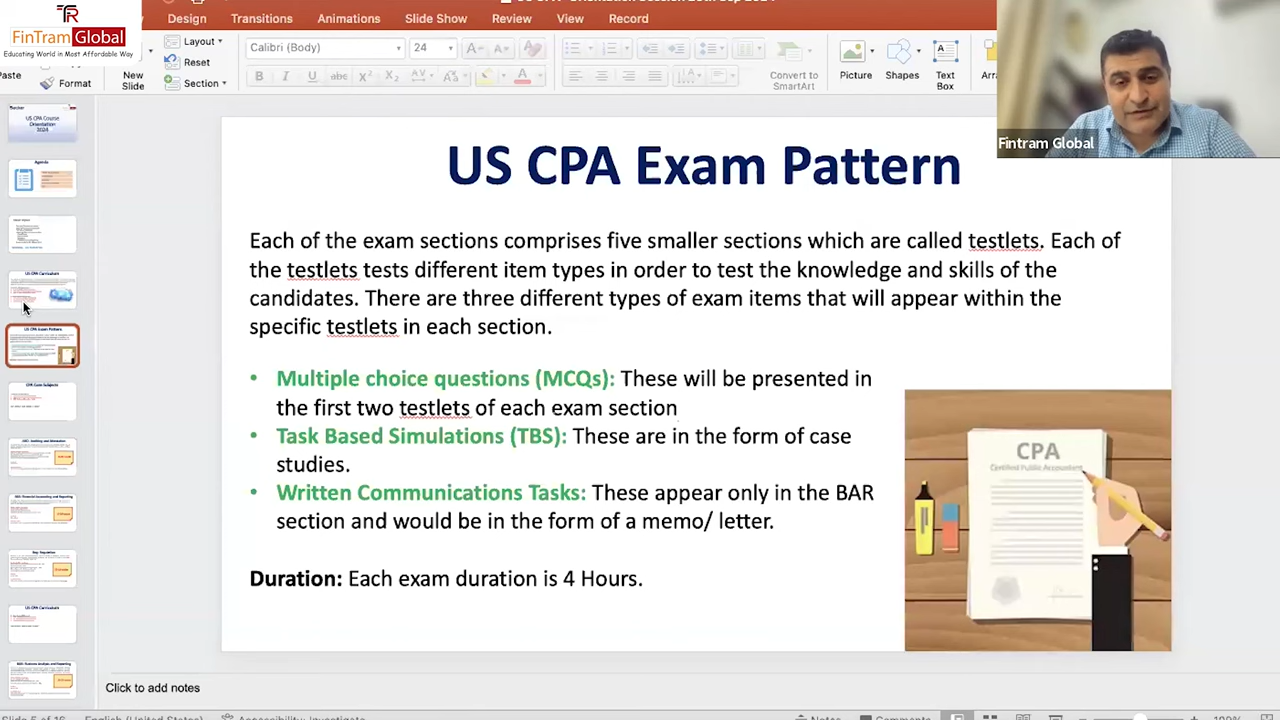 FinTram Global
Educating World in Most Affordable Way
Design
Transitions
Animations
Slide Show
Review
View
Record
Paste
New
Slide
Layout
Reset
Section
Format
Calibri (Body)
24
Convert to
SmartArt
Picture
Shapes
Text
Box
Fintram Global
US CPA Course
Orientation
2024
Agenda
US CPA Curriculum
US CPA Exam Pattern
CPA Core Subjects
US CPA Curriculum
US CPA Exam Pattern
Each of the exam sections comprises five smaller sections which are called testlets. Each of
the testlets tests different item types in order to test the knowledge and skills of the
candidates. There are three different types of exam items that will appear within the
specific testlets in each section.
• Multiple choice questions (MCQs): These will be presented in
the first two testlets of each exam section
• Task Based Simulations (TBS): These are in the form of case
studies.
• Written Communications Tasks: These appear only in the BAR
section and would be in the form of a memo/ letter.
Duration: Each exam duration is 4 Hours.
CPA
Certified Public Accountant
Click to add notes
Slide 5 of 16
English (United States)
Accessibility: Investigate
Notes
Comments